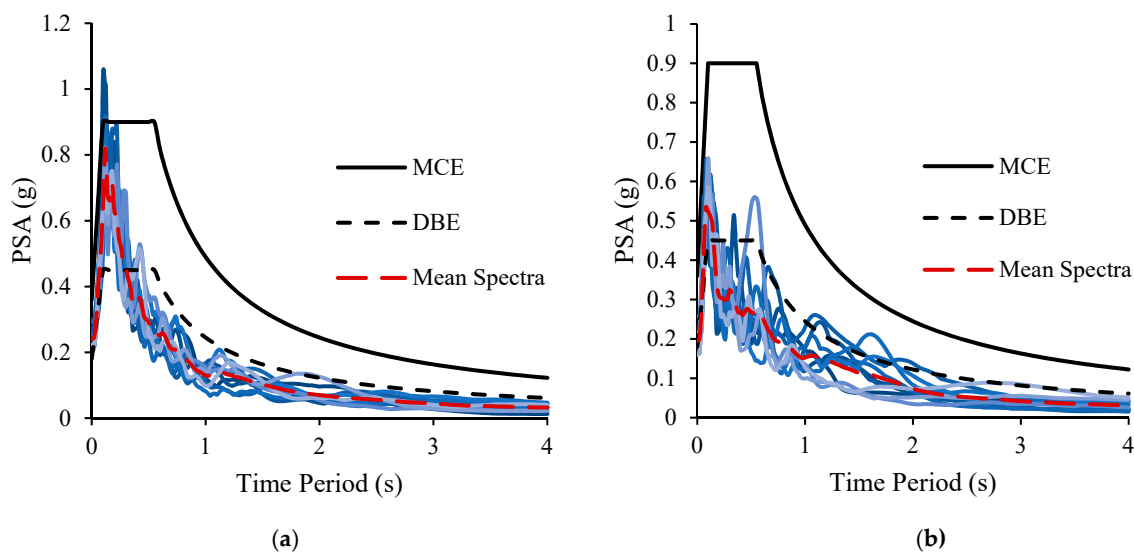 1.2
1
0.8
0.6
0.4
0.2
0
PSA (g)
MCE
DBE
Mean Spectra
0 1 2 3 4
Time Period (s)
(a)
1
0.9
0.8
0.7
0.6
0.5
0.4
0.3
0.2
0.1
0
PSA (g)
MCE
DBE
Mean Spectra
0 1 2 3 4
Time Period (s)
(b)